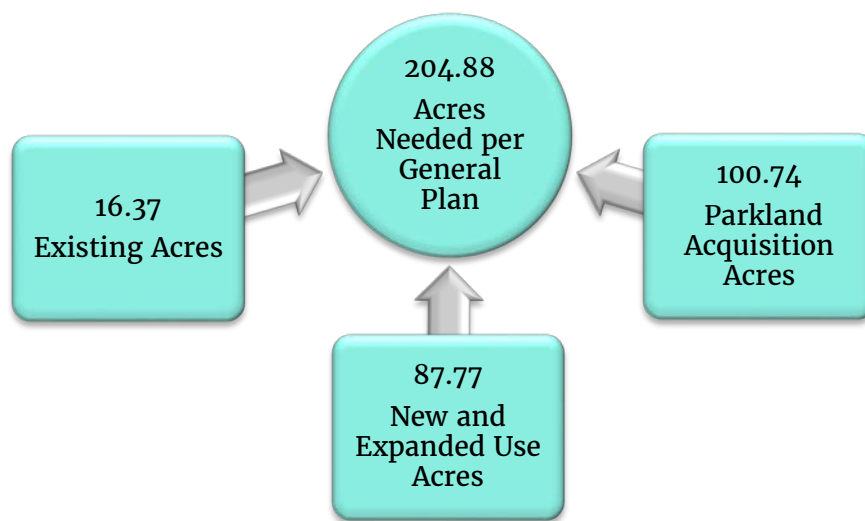 204.88
Acres
Needed per
General
Plan
16.37
Existing Acres
100.74
Parkland
Acquisition
Acres
87.77
New and
Expanded Use
Acres